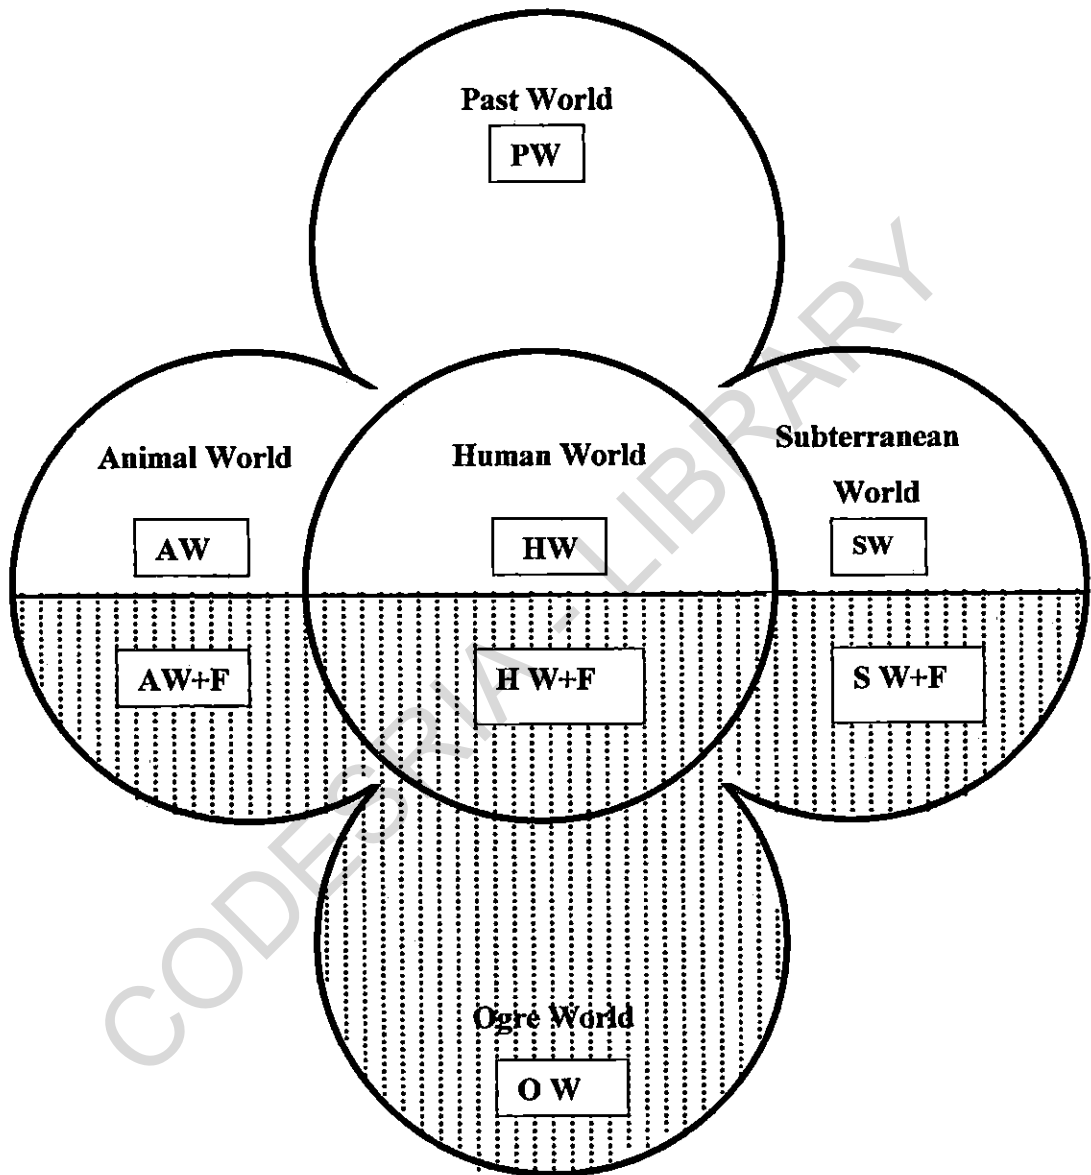 Past World
PW
Animal World
Human World
Subterranean
World
AW
HW
SW
AW+F
H W+F
S W+F
Ogre World
O W
CODESRIA - LIBRARY